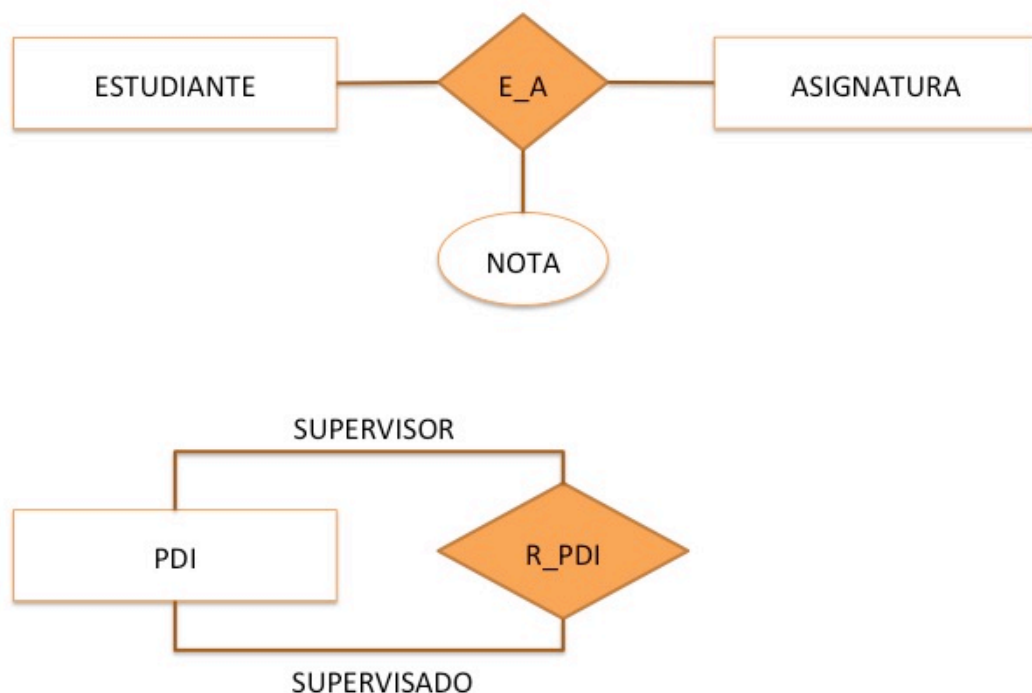 ESTUDIANTE
E_A
ASIGNATURA
NOTA
SUPERVISOR
PDI
R_PDI
SUPERVISADO